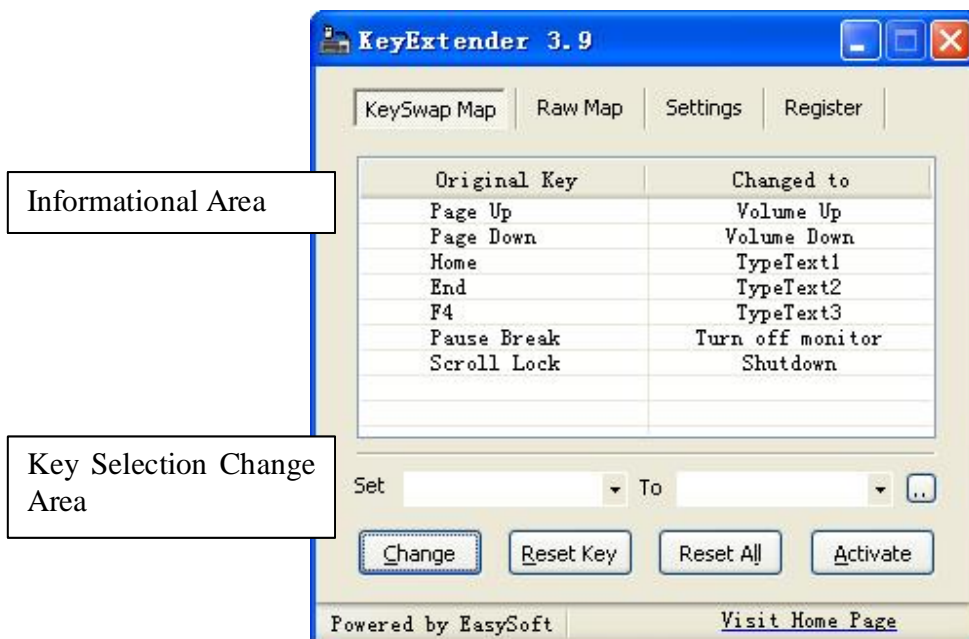 KeyExtender 3.9
KeySwap Map Raw Map Settings Register
Informational Area
Original Key Changed to
Page Up Volume Up
Page Down Volume Down
Home TypeText1
End TypeText2
F4 TypeText3
Pause Break Turn off monitor
Scroll Lock Shutdown
Key Selection Change
Area
Set To ..
Change Reset Key Reset All Activate
Powered by EasySoft Visit Home Page